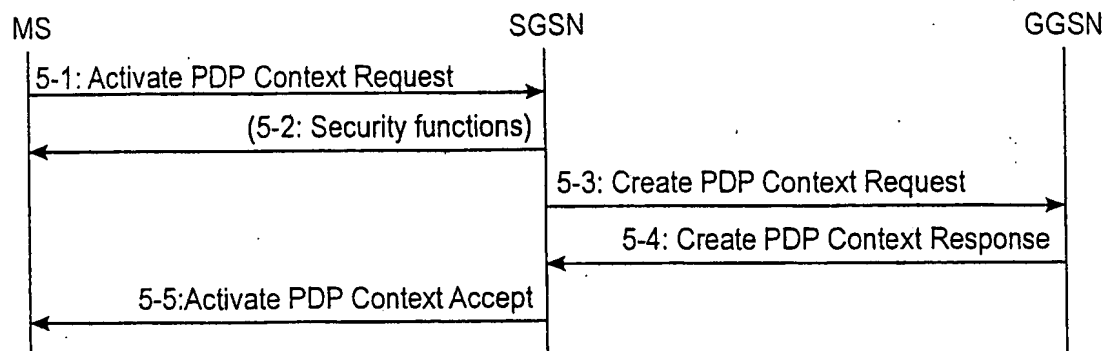 MS SGSN GGSN
5-1: Activate PDP Context Request
(5-2: Security functions)
5-3: Create PDP Context Request
5-4: Create PDP Context Response
5-5:Activate PDP Context Accept